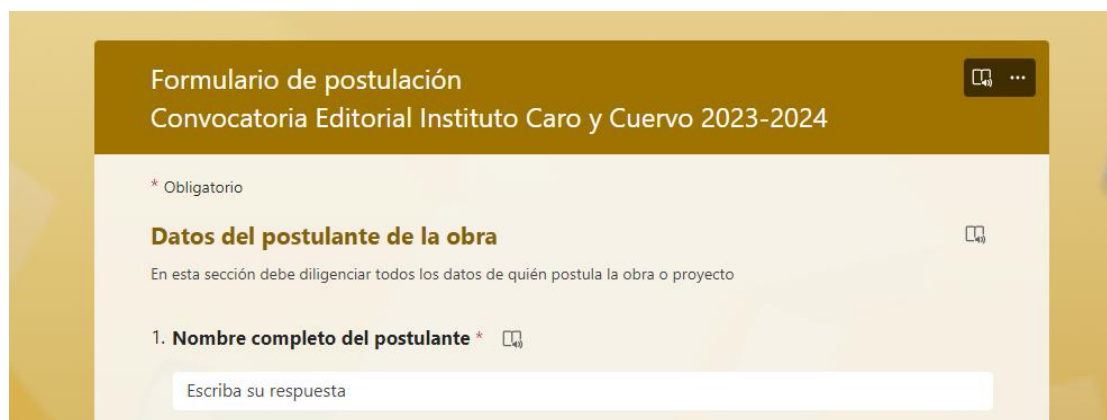 Formulario de postulación
Convocatoria Editorial Instituto Caro y Cuervo 2023-2024
* Obligatorio
Datos del postulante de la obra
En esta sección debe diligenciar todos los datos de quién postula la obra o proyecto
1. Nombre completo del postulante *
Escriba su respuesta